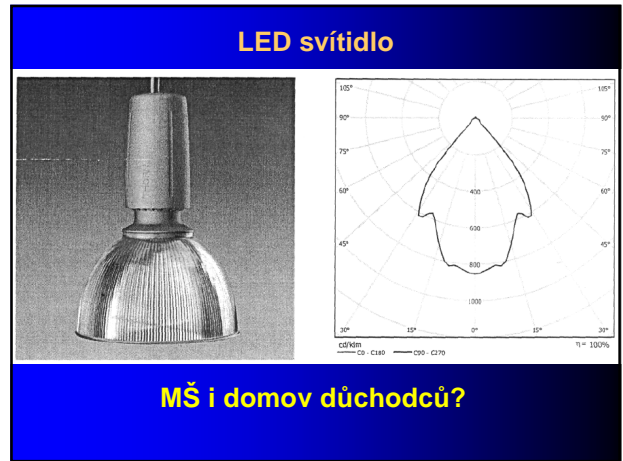 LED svítidlo
105° 105°
90° 90°
75° 75°
60° 60°
45° 45°
400
600
800
1000
30° 15° 0° 15° 30°
cd/klm η = 100%
C0 - C180 C90 - C270
MŠ i domov důchodců?